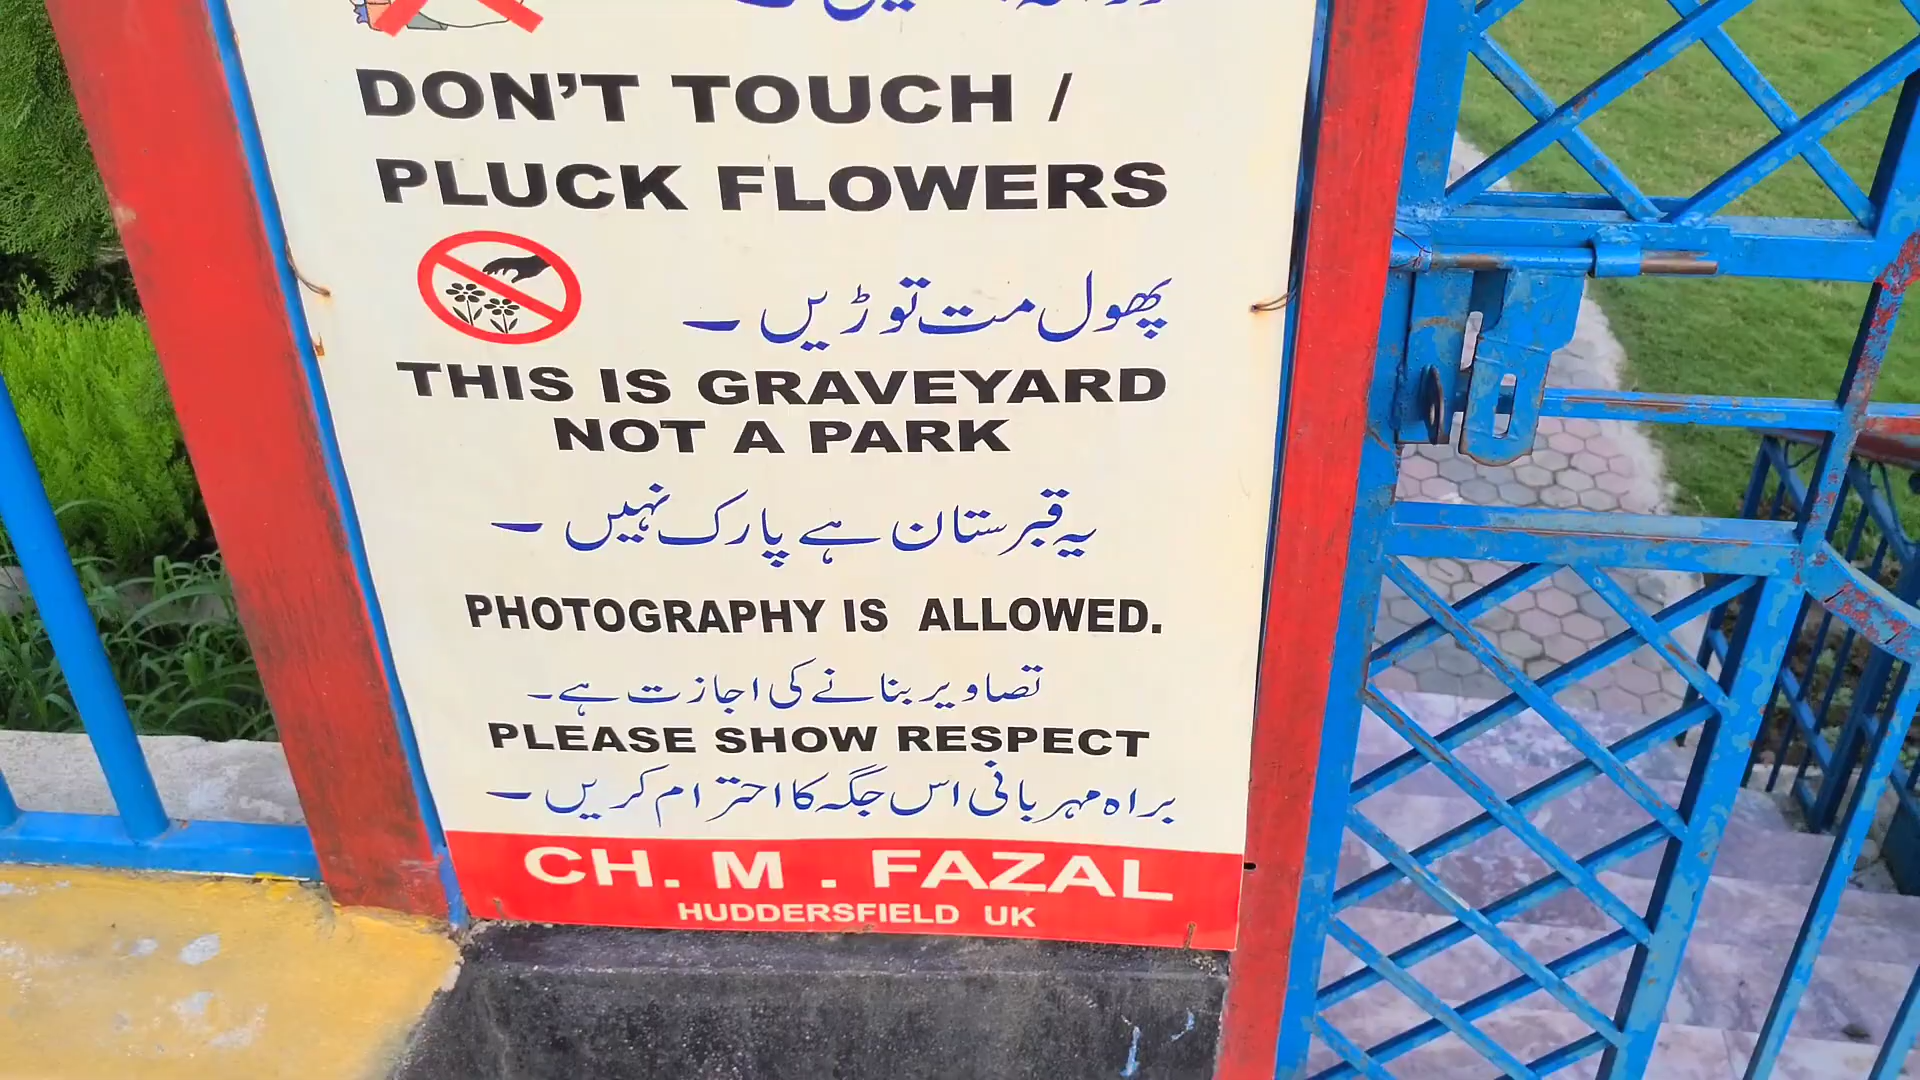 DON'T TOUCH /
PLUCK FLOWERS
پھول مت توڑیں ۔
THIS IS GRAVEYARD
NOT A PARK
یہ قبرستان ہے پارک نہیں ۔
PHOTOGRAPHY IS ALLOWED.
تصاویر بنانے کی اجازت ہے۔
PLEASE SHOW RESPECT
براہ مہربانی اس جگہ کا احترام کریں ۔
CH. M . FAZAL
HUDDERSFIELD UK